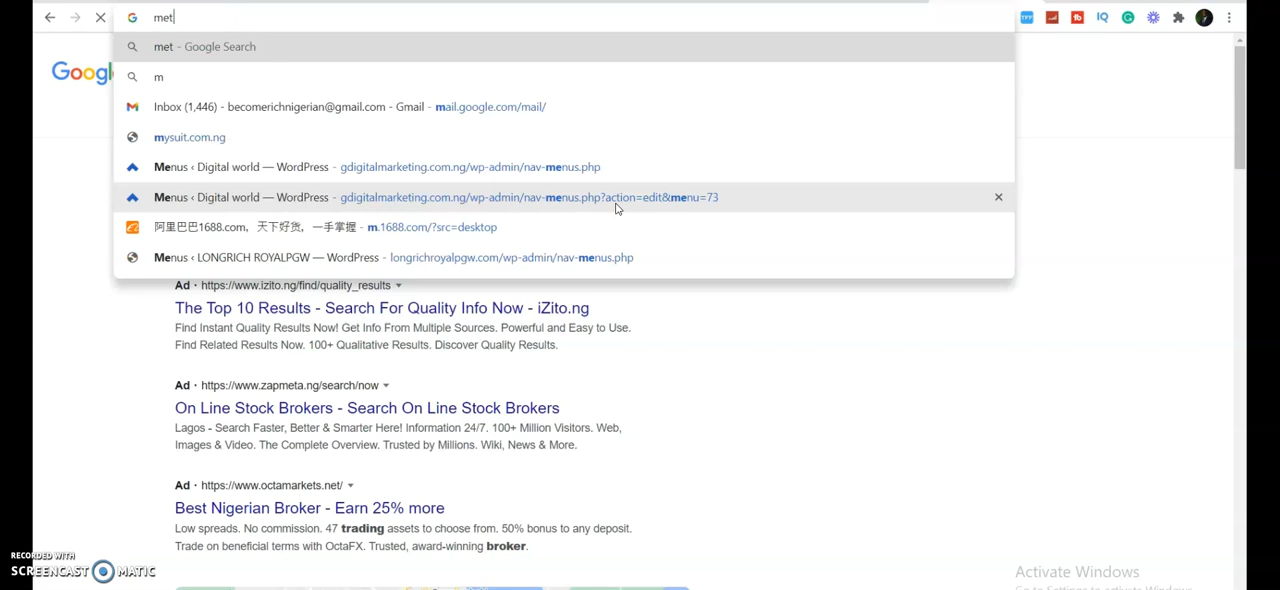 met
met - Google Search
m
Inbox (1,446) - becomerichnigerian@gmail.com - Gmail - mail.google.com/mail/
mysuit.com.ng
Menus ‹ Digital world — WordPress - gdigitalmarketing.com.ng/wp-admin/nav-menus.php
Menus ‹ Digital world — WordPress - gdigitalmarketing.com.ng/wp-admin/nav-menus.php?action=edit&menu=73
阿里巴巴1688.com，天下好货，一手掌握 - m.1688.com/?src=desktop
Menus ‹ LONGRICH ROYALPGW — WordPress - longrichroyalpgw.com/wp-admin/nav-menus.php
Googl
Ad · https://www.izito.ng/find/quality_results
The Top 10 Results - Search For Quality Info Now - iZito.ng
Find Instant Quality Results Now! Get Info From Multiple Sources. Powerful and Easy to Use.
Find Related Results Now. 100+ Qualitative Results. Discover Quality Results.
Ad · https://www.zapmeta.ng/search/now
On Line Stock Brokers - Search On Line Stock Brokers
Lagos - Search Faster, Better & Smarter Here! Information 24/7. 100+ Million Visitors. Web,
Images & Video. The Complete Overview. Trusted by Millions. Wiki, News & More.
Ad · https://www.octamarkets.net/
Best Nigerian Broker - Earn 25% more
Low spreads. No commission. 47 trading assets to choose from. 50% bonus to any deposit.
Trade on beneficial terms with OctaFX. Trusted, award-winning broker.
RECORDED WITH
SCREENCAST MATIC
Activate Windows